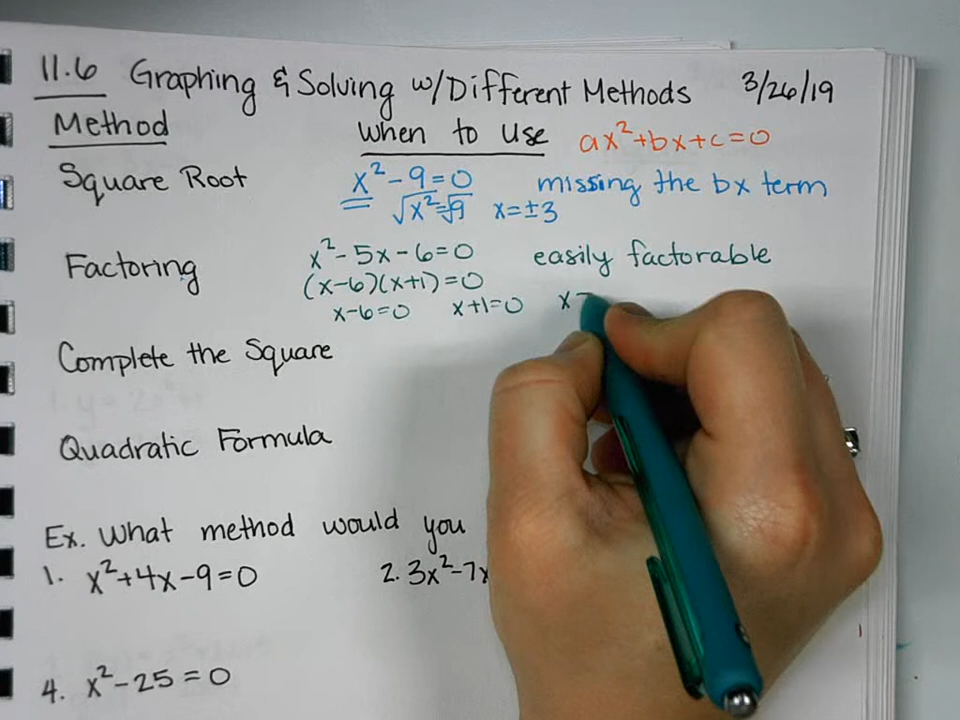 11.6 Graphing & Solving w/Different Methods 3/26/19
Method When to Use ax²+bx+c=0
Square Root x²-9=0 missing the bx term
√x²=√9 x=±3
Factoring x²-5x-6=0 easily factorable
(x-6)(x+1)=0
x-6=0 x+1=0 x=
Complete the Square
Quadratic Formula
Ex. What method would you
1. x²+4x-9=0 2. 3x²-7x
4. x²-25=0